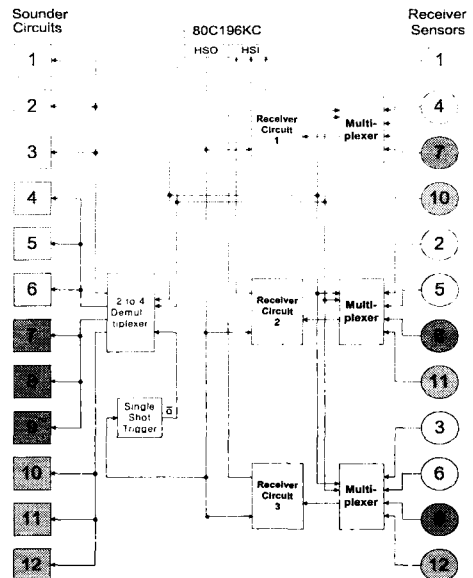 Sounder
Circuits
80C196KC
HSO HSI
Receiver
Sensors
1
2
3
4
5
6
7
8
9
10
11
12
2 to 4
Demut
tiplexer
Single
Shot
Trigger
Q
Receiver
Circuit
1
Multi-
plexer
Receiver
Circuit
2
Multi-
plexer
Receiver
Circuit
3
Multi-
plexer
1
4
7
10
2
5
11
3
6
12